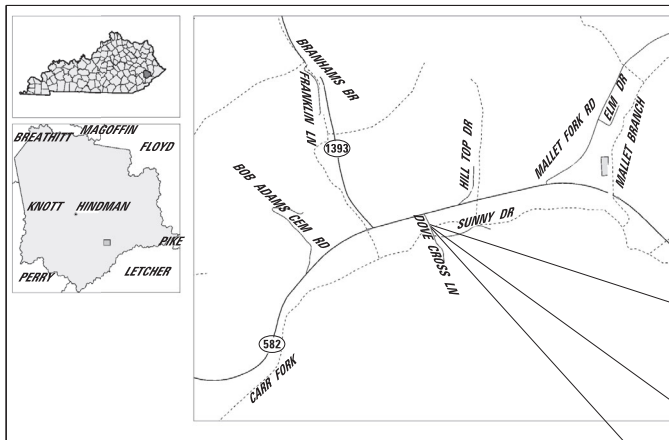 BREATHITT
MAGOFFIN
FLOYD
KNOTT
HINDMAN
PIKE
PERRY
LETCHER
BRANHAMS BR
FRANKLIN LN
1393
BOB ADAMS CEM RD
HILL TOP DR
MALLET FORK RD
ELM DR
MALLET BRANCH
SUNNY DR
DOVE CROSS LN
582
CARR FORK